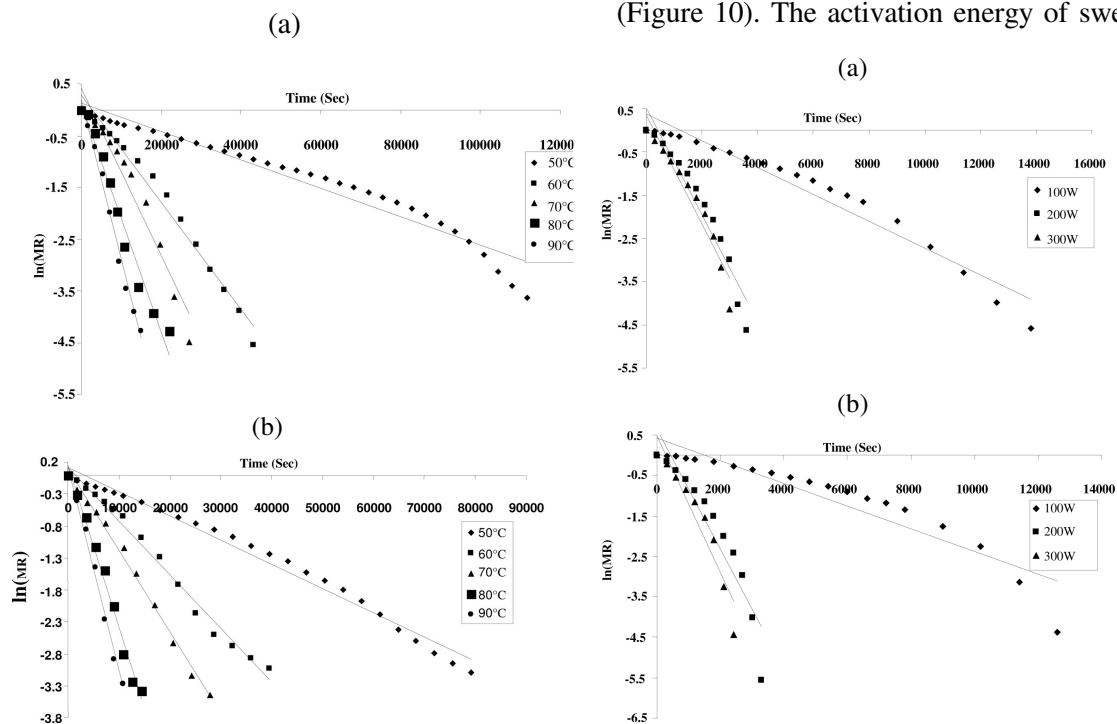 (a)
0.5
Time (Sec)
0 20000 40000 60000 80000 100000 12000
-0.5
-1.5
-2.5
-3.5
-4.5
-5.5
ln(MR)
50°C
60°C
70°C
80°C
90°C
(b)
0.2
Time (Sec)
0 10000 20000 30000 40000 50000 60000 70000 80000 90000
-0.3
-0.8
-1.3
-1.8
-2.3
-2.8
-3.3
-3.8
ln(MR)
50°C
60°C
70°C
80°C
90°C
(Figure 10). The activation energy of swe
(a)
0.5
Time (Sec)
0 2000 4000 6000 8000 10000 12000 14000 16000
-0.5
-1.5
-2.5
-3.5
-4.5
-5.5
ln(MR)
100W
200W
300W
(b)
0.5
Time (Sec)
0 2000 4000 6000 8000 10000 12000 14000
-0.5
-1.5
-2.5
-3.5
-4.5
-5.5
-6.5
ln(MR)
100W
200W
300W